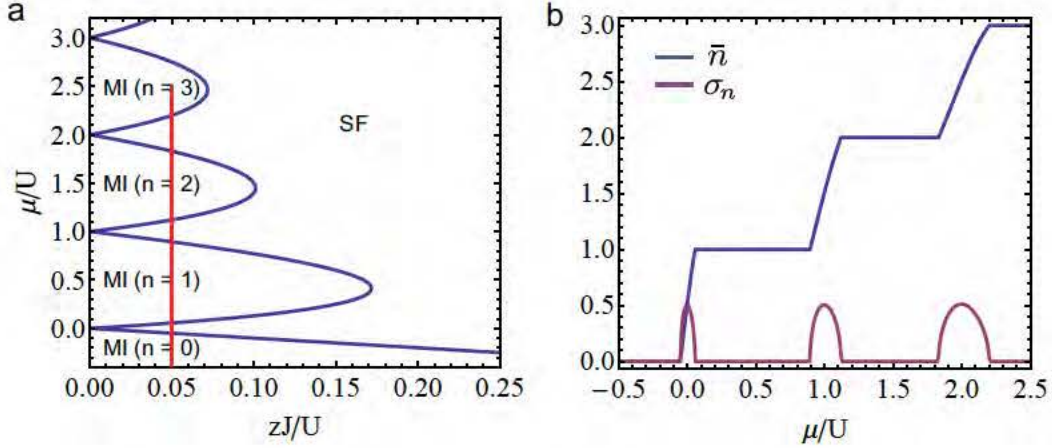 a
3.0
2.5
2.0
1.5
1.0
0.5
0.0
μ/U
MI (n = 3)
SF
MI (n = 2)
MI (n = 1)
MI (n = 0)
0.00 0.05 0.10 0.15 0.20 0.25
zJ/U
b
3.0
2.5
2.0
1.5
1.0
0.5
0.0
n̄
σn
−0.5 0.0 0.5 1.0 1.5 2.0 2.5
μ/U